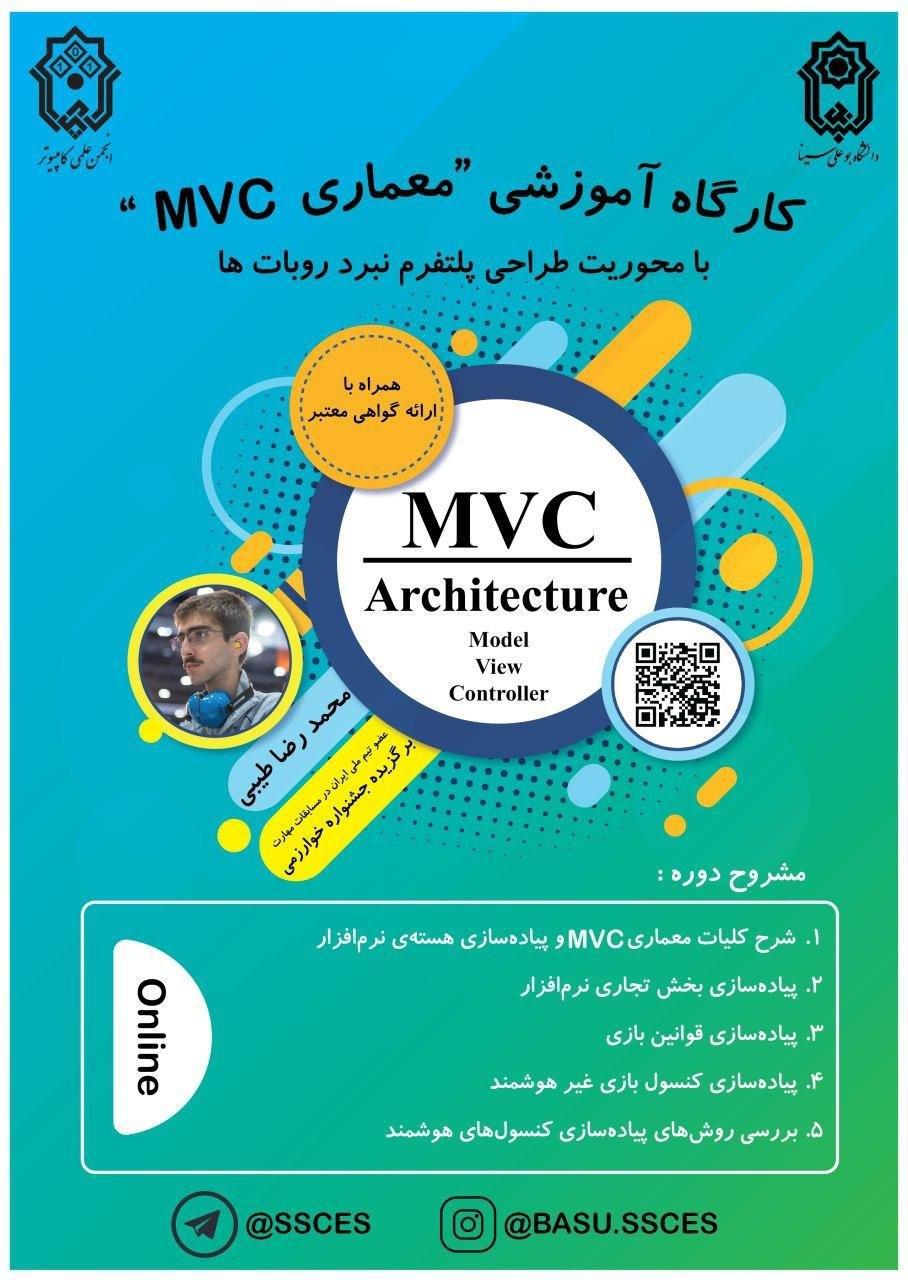 انجمن علمی کامپیوتر
دانشگاه بوعلی سینا
کارگاه آموزشی ”معماری MVC “
با محوریت طراحی پلتفرم نبرد روبات ها
همراه با
ارائه گواهی معتبر
MVC
Architecture
Model
View
Controller
محمد رضا طیبی
عضو تیم ملی ایران در مسابقات مهارت
برگزیده جشنواره خوارزمی
مشروح دوره :
۱. شرح کلیات معماری MVC و پیاده‌سازی هسته‌ی نرم‌افزار
۲. پیاده‌سازی بخش تجاری نرم‌افزار
۳. پیاده‌سازی قوانین بازی
۴. پیاده‌سازی کنسول بازی غیر هوشمند
۵. بررسی روش‌های پیاده‌سازی کنسول‌های هوشمند
Online
@SSCES
@BASU.SSCES